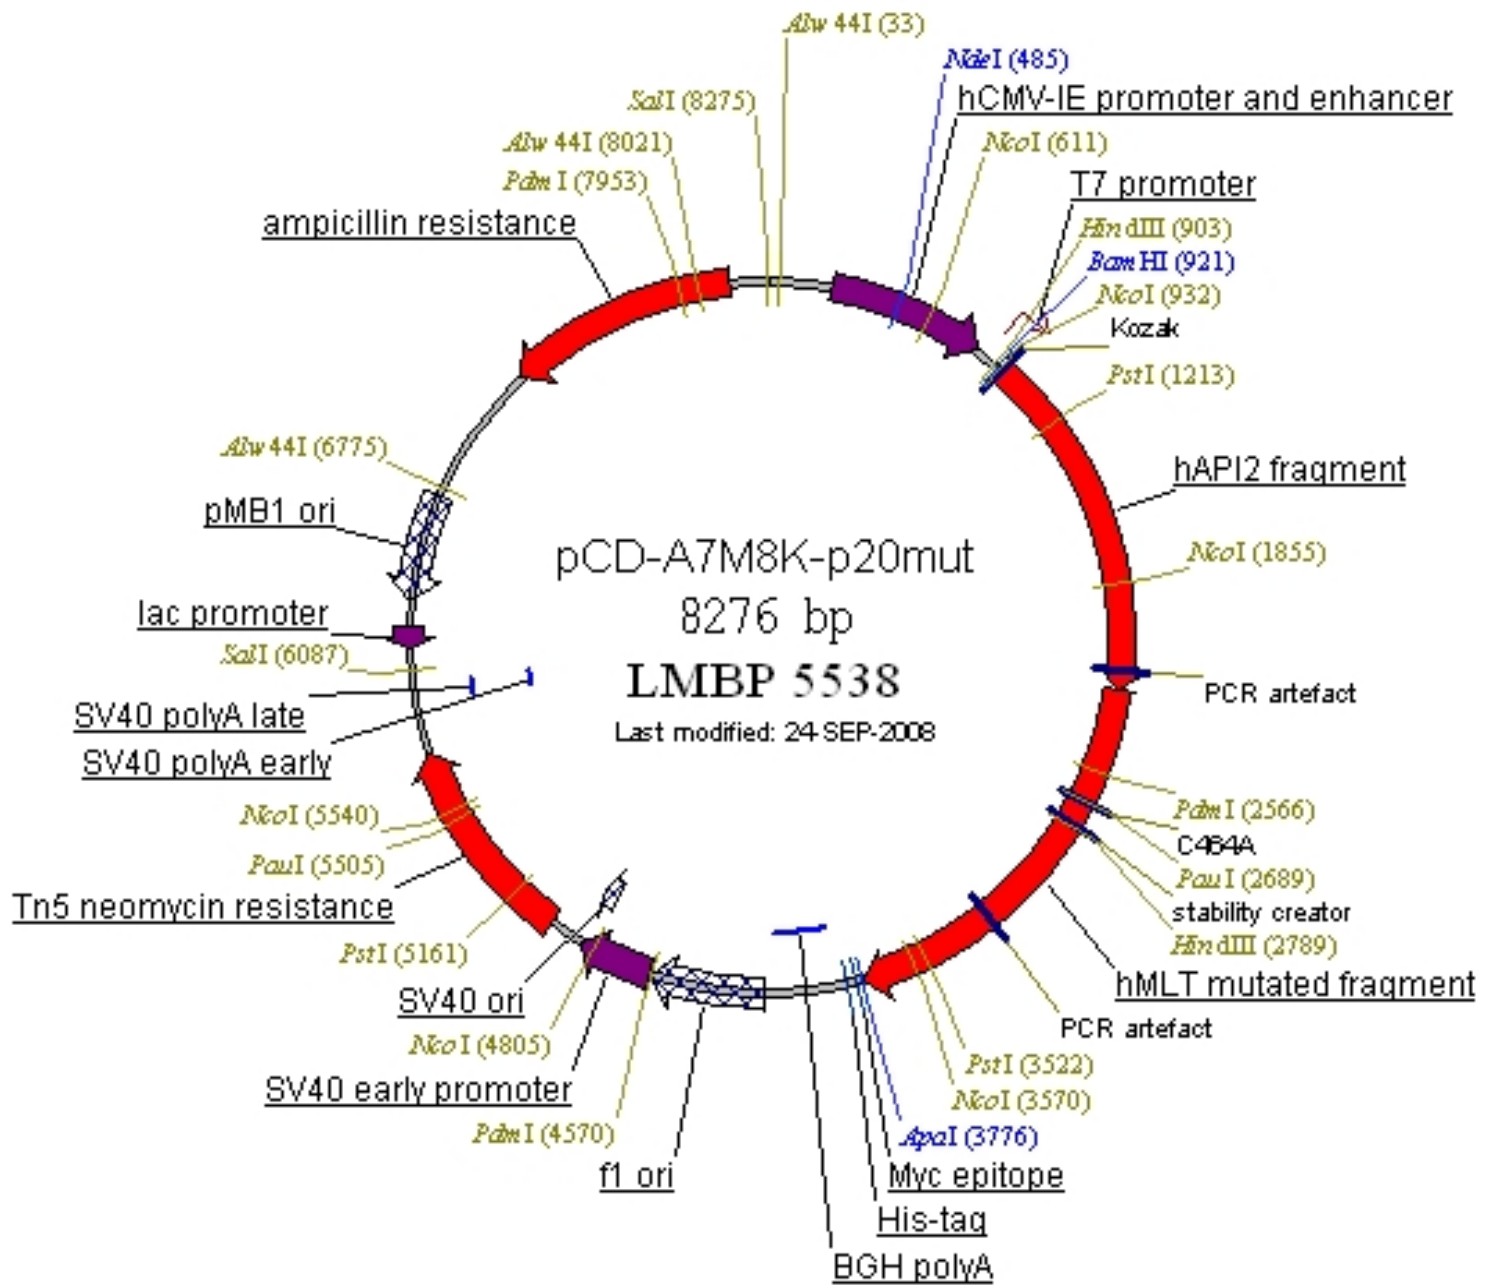 Alw 44I (33)
NdeI (485)
SalI (8275)
hCMV-IE promoter and enhancer
Alw 44I (8021)
NcoI (611)
PdmI (7953)
T7 promoter
ampicillin resistance
HindIII (903)
BamHI (921)
NcoI (932)
Kozak
PstI (1213)
Alw 44I (6775)
hAPI2 fragment
pMB1 ori
pCD-A7M8K-p20mut
NcoI (1855)
8276 bp
lac promoter
SalI (6087)
LMBP 5538
PCR artefact
SV40 polyA late
Last modified: 24-SEP-2008
SV40 polyA early
NcoI (5540)
PdmI (2566)
C464A
PauI (5505)
PauI (2689)
Tn5 neomycin resistance
stability creator
PstI (5161)
HindIII (2789)
SV40 ori
hMLT mutated fragment
NcoI (4805)
PCR artefact
SV40 early promoter
PstI (3522)
NcoI (3570)
PdmI (4570)
ApaI (3776)
f1 ori
Myc epitope
His-tag
BGH polyA